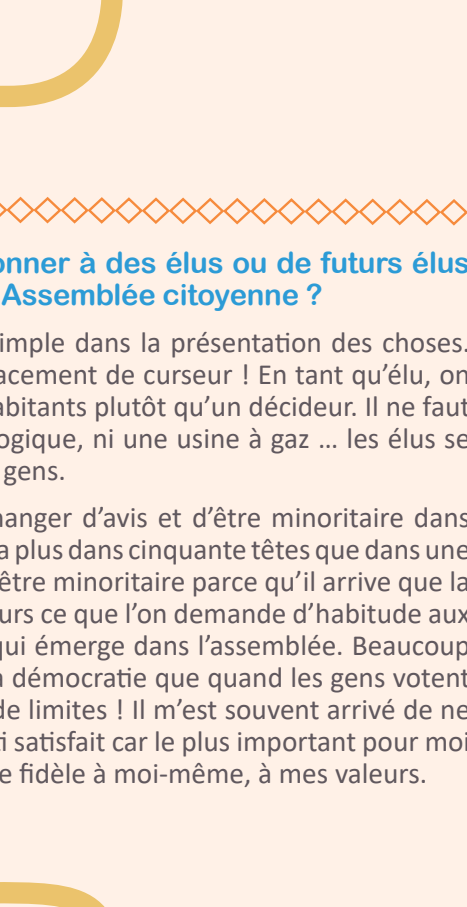 onner à des élus ou de futurs élus
Assemblée citoyenne ?
imple dans la présentation des choses.
acement de curseur ! En tant qu'élu, on
abitants plutôt qu'un décideur. Il ne faut
ogique, ni une usine à gaz ... les élus se
gens.
hanger d'avis et d'être minoritaire dans
a plus dans cinquante têtes que dans une
être minoritaire parce qu'il arrive que la
urs ce que l'on demande d'habitude aux
qui émerge dans l'assemblée. Beaucoup
a démocratie que quand les gens votent
de limites ! Il m'est souvent arrivé de ne
ti satisfait car le plus important pour moi
e fidèle à moi-même, à mes valeurs.